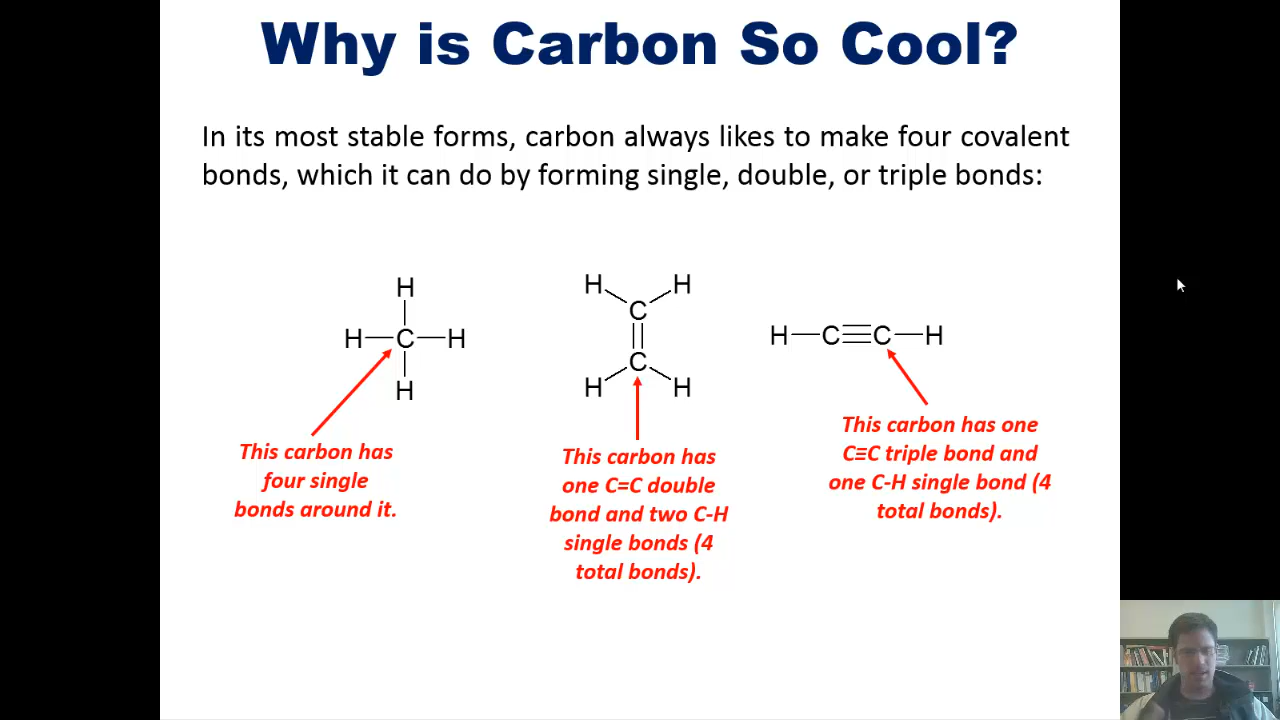 Why is Carbon So Cool?
In its most stable forms, carbon always likes to make four covalent
bonds, which it can do by forming single, double, or triple bonds:
H
H C H
H
H H
C
C
H H
H C C H
This carbon has
four single
bonds around it.
This carbon has
one C=C double
bond and two C-H
single bonds (4
total bonds).
This carbon has one
C≡C triple bond and
one C-H single bond (4
total bonds).